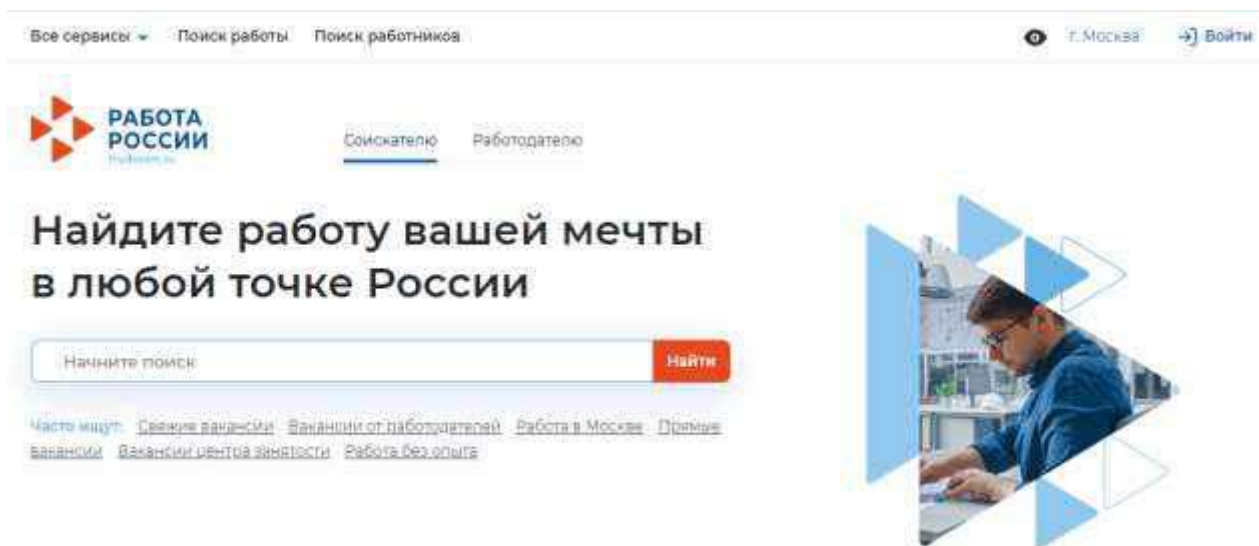 Все сервисы Поиск работы Поиск работников г. Москва Войти
РАБОТА
РОССИИ
trudvsem.ru
Соискателю Работодателю
Найдите работу вашей мечты
в любой точке России
Начните поиск Найти
Часто ищут: Свежие вакансии Вакансии от работодателей Работа в Москве Прямые
вакансии Вакансии центра занятости Работа без опыта